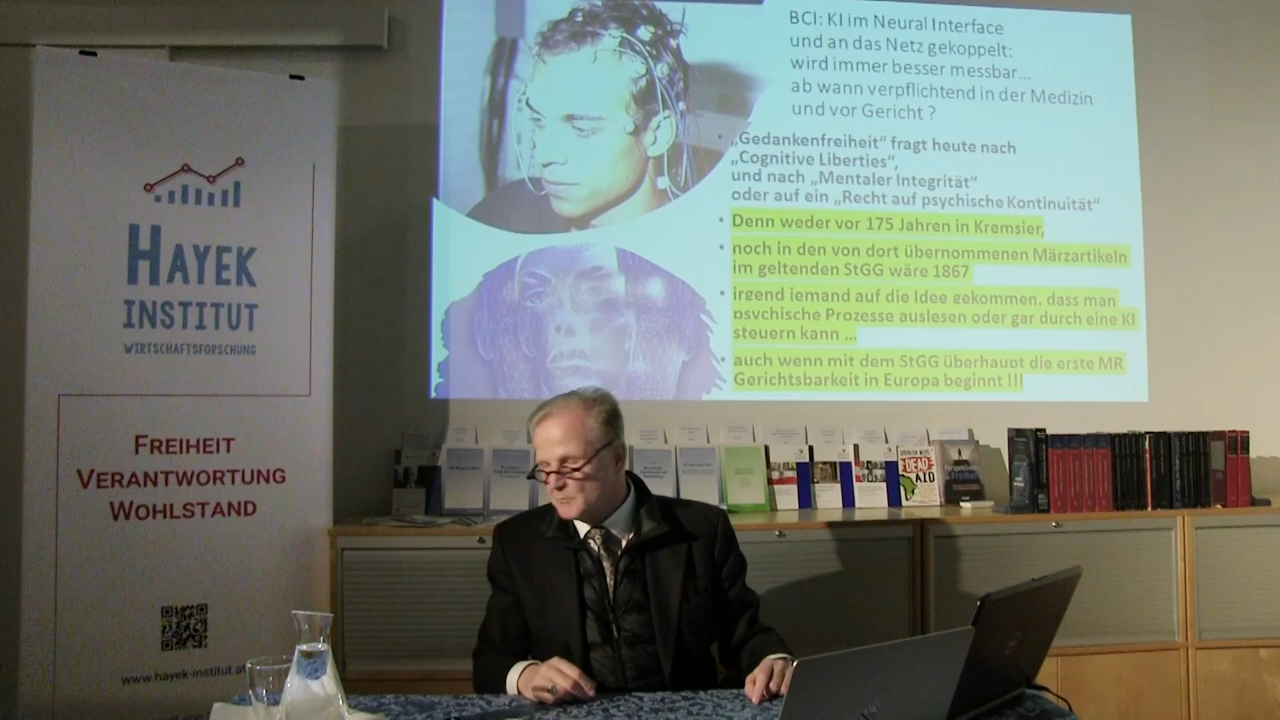 HAYEK
INSTITUT
WIRTSCHAFTSFORSCHUNG
FREIHEIT
VERANTWORTUNG
WOHLSTAND
www.hayek-institut.at
BCI: KI im Neural Interface
und an das Netz gekoppelt:
wird immer besser messbar...
ab wann verpflichtend in der Medizin
und vor Gericht ?
• „Gedankenfreiheit“ fragt heute nach
„Cognitive Liberties“,
und nach „Mentaler Integrität“
oder auf ein „Recht auf psychische Kontinuität“
• Denn weder vor 175 Jahren in Kremsier,
• noch in den von dort übernommenen Märzartikeln
im geltenden StGG wäre 1867
• irgend jemand auf die Idee gekommen, dass man
psychische Prozesse auslesen oder gar durch eine KI
steuern kann ...
• auch wenn mit dem StGG überhaupt die erste MR
Gerichtsbarkeit in Europa beginnt !!!
DEAD
AID